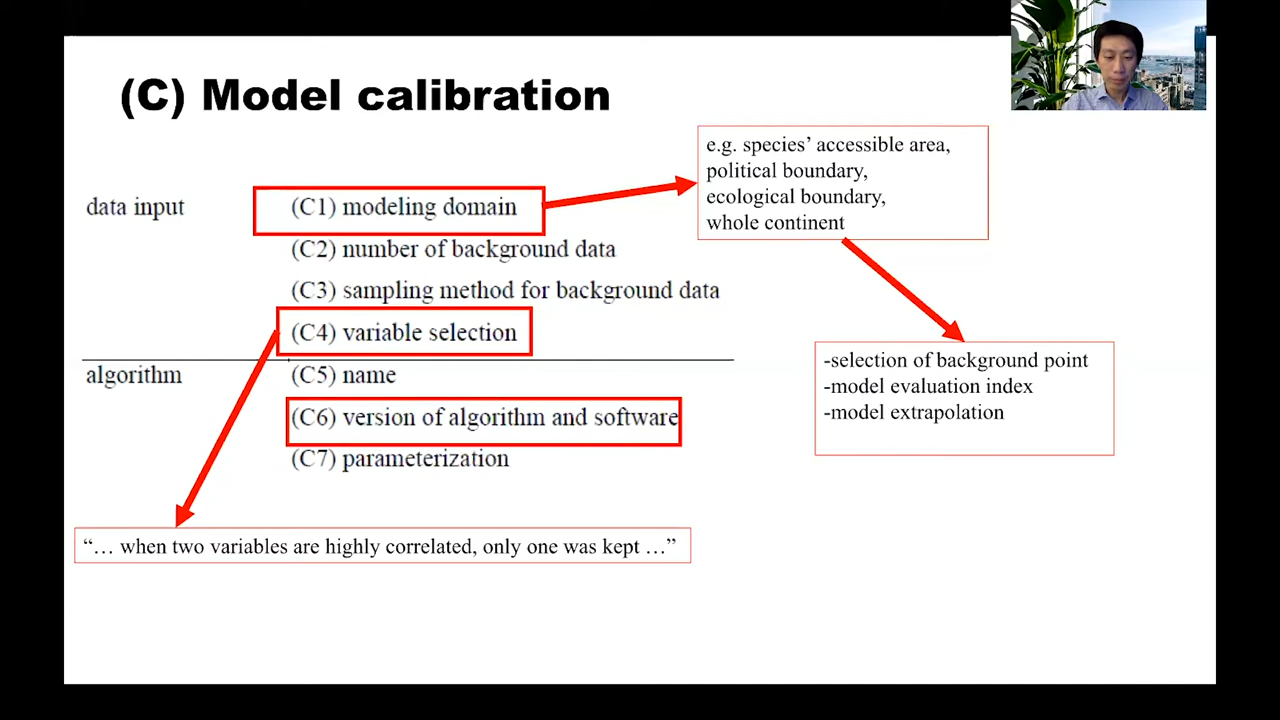 (C) Model calibration
e.g. species’ accessible area,
political boundary,
ecological boundary,
whole continent
data input (C1) modeling domain
(C2) number of background data
(C3) sampling method for background data
(C4) variable selection
algorithm (C5) name
(C6) version of algorithm and software
(C7) parameterization
-selection of background point
-model evaluation index
-model extrapolation
“… when two variables are highly correlated, only one was kept …”